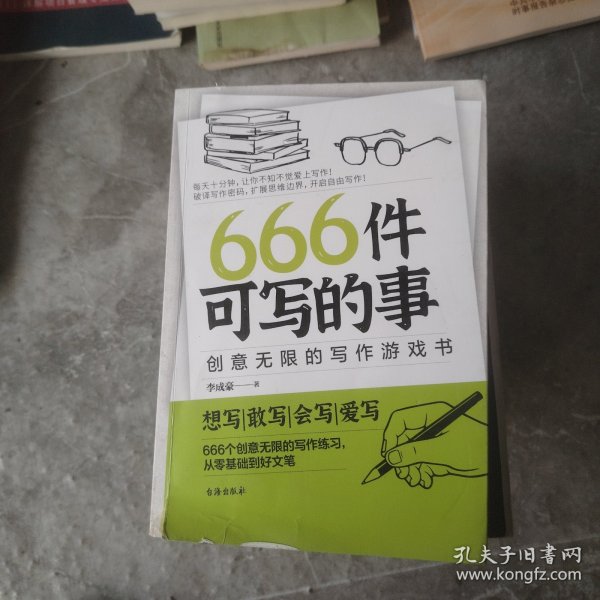 每天十分钟，让你不知不觉爱上写作！
破译写作密码，扩展思维边界，开启自由写作！
666件
可写的事
创意无限的写作游戏书
李成豪——著
想写|敢写|会写|爱写
666个创意无限的写作练习，
从零基础到好文笔
台海出版社
孔夫子旧书网
www.kongfz.com